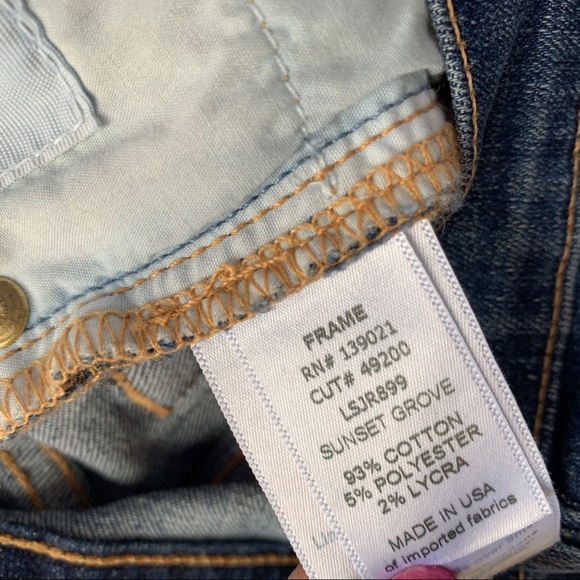 FRAME
RN# 139021
CUT# 49200
LSJR899
SUNSET GROVE
93% COTTON
5% POLYESTER
2% LYCRA
MADE IN USA
of imported fabrics